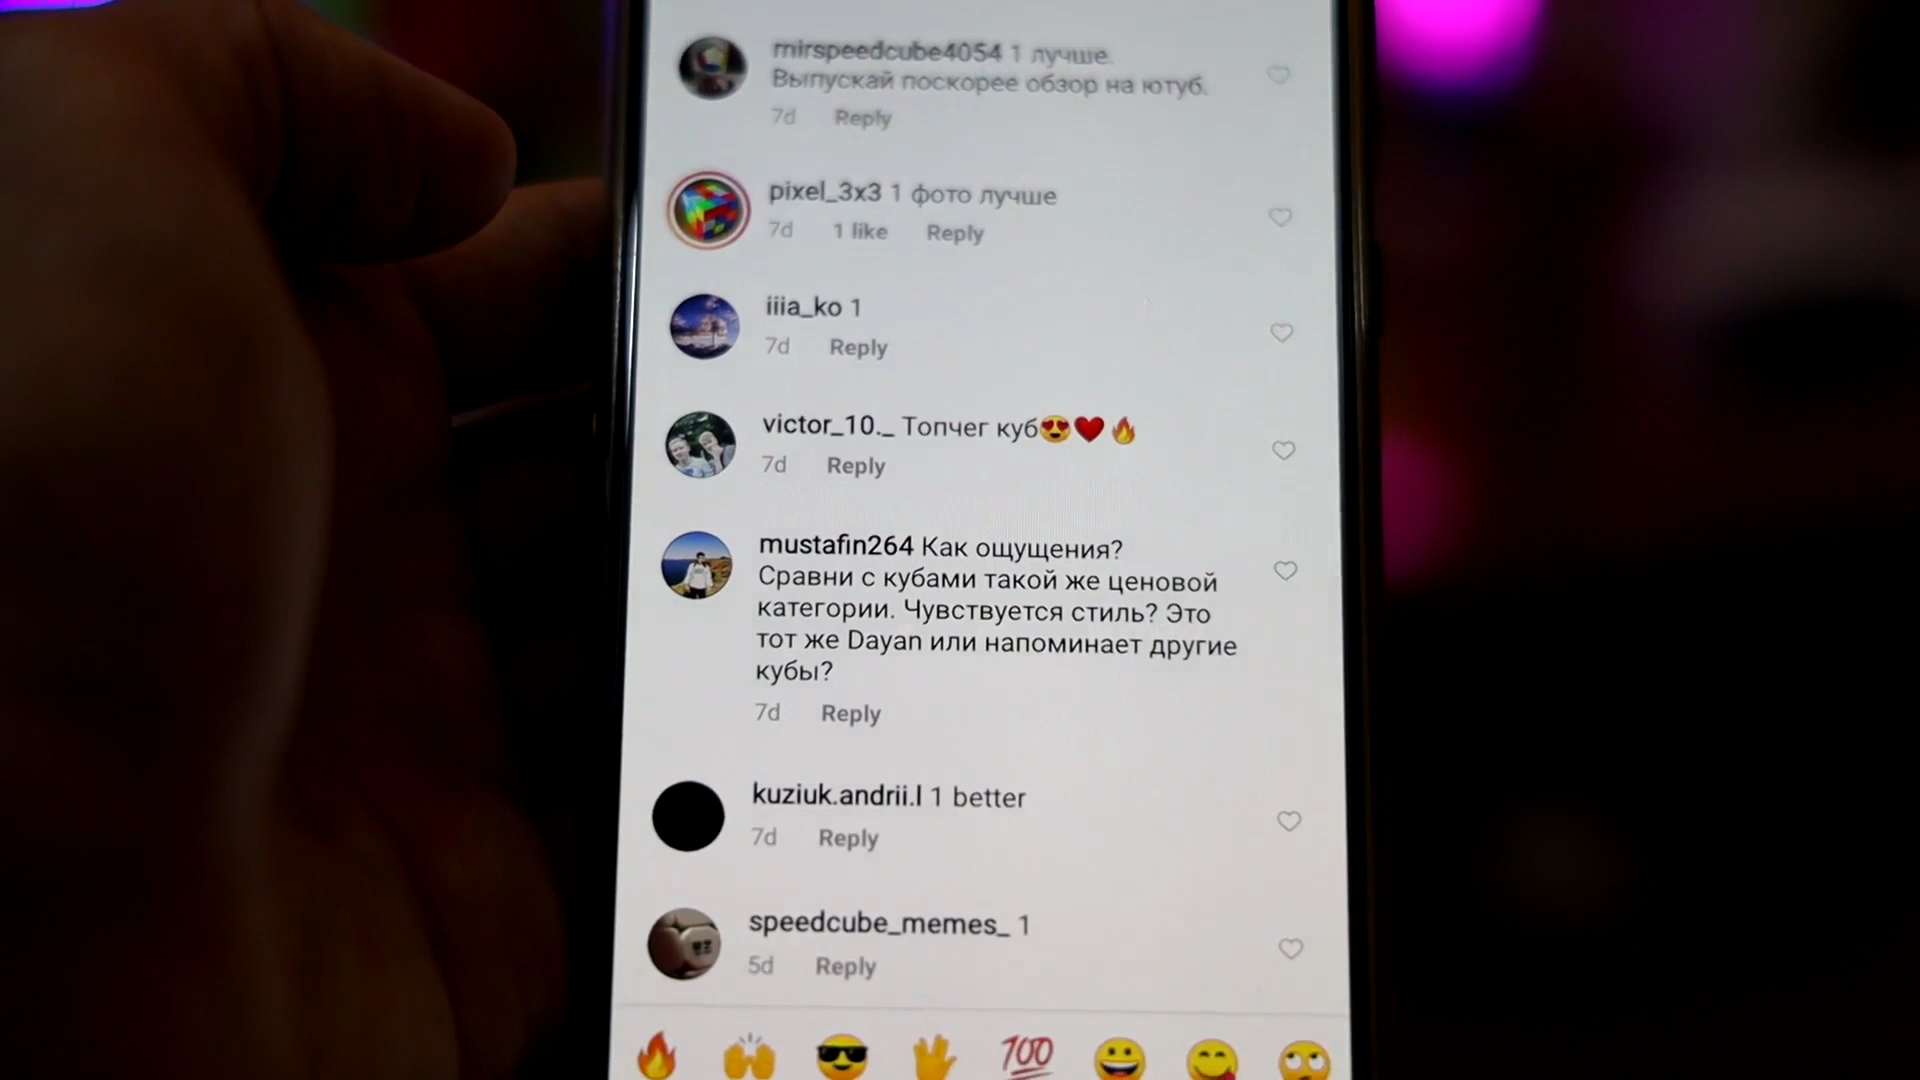 mirspeedcube4054 1 лучше.
Выпускай поскорее обзор на ютуб.
7d Reply
pixel_3x3 1 фото лучше
7d 1 like Reply
iiia_ko 1
7d Reply
victor_10._ Топчег куб😍❤️🔥
7d Reply
mustafin264 Как ощущения?
Сравни с кубами такой же ценовой
категории. Чувствуется стиль? Это
тот же Dayan или напоминает другие
кубы?
7d Reply
kuziuk.andrii.l 1 better
7d Reply
speedcube_memes_ 1
5d Reply